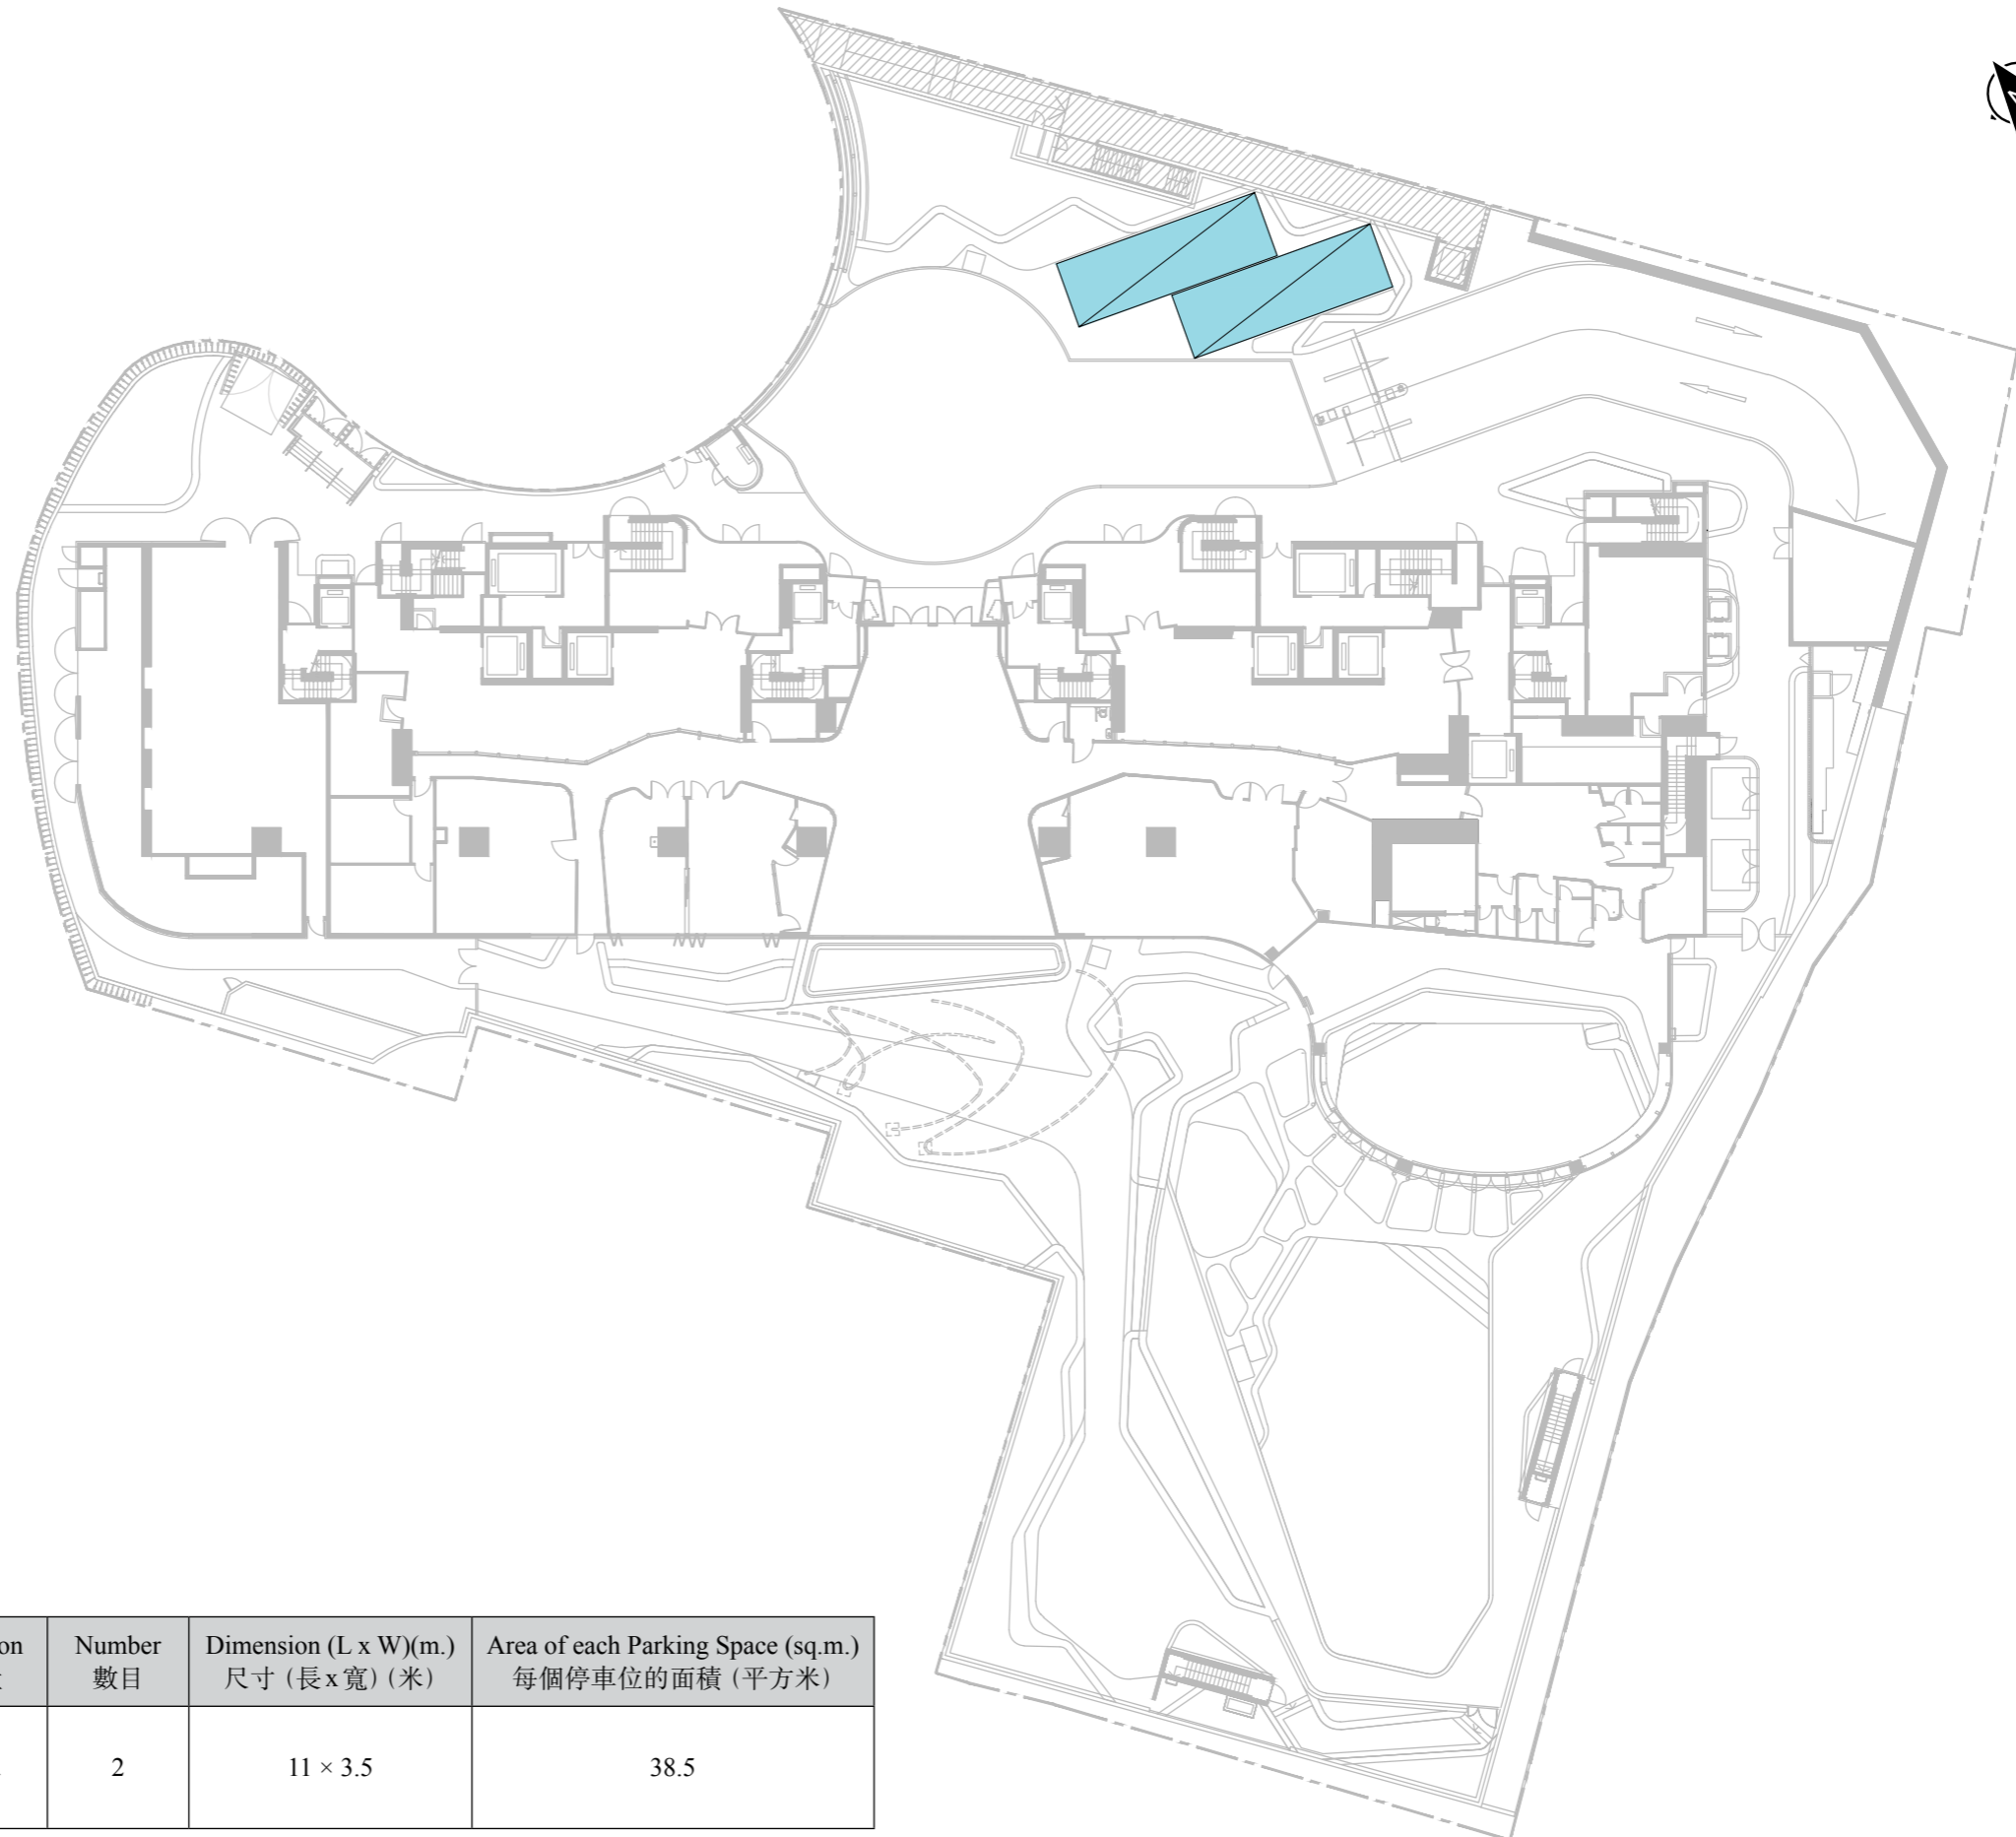 Number
數目
Dimension (L x W)(m.)
尺寸（長x寬）（米）
Area of each Parking Space (sq.m.)
每個停車位的面積（平方米）
2
11 × 3.5
38.5